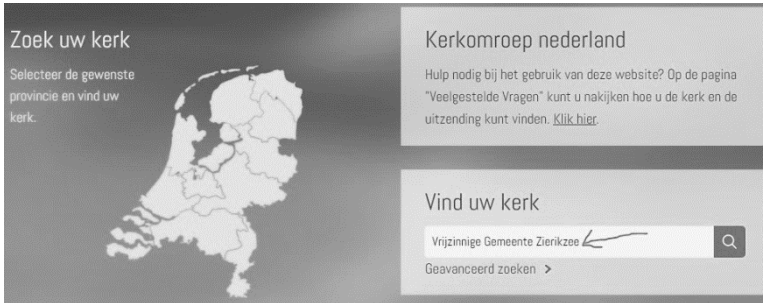 Zoek uw kerk
Selecteer de gewenste
provincie en vind uw
kerk.
Kerkomroep nederland
Hulp nodig bij het gebruik van deze website? Op de pagina
"Veelgestelde Vragen" kunt u nakijken hoe u de kerk en de
uitzending kunt vinden. Klik hier.
Vind uw kerk
Vrijzinnige Gemeente Zierikzee
Geavanceerd zoeken >